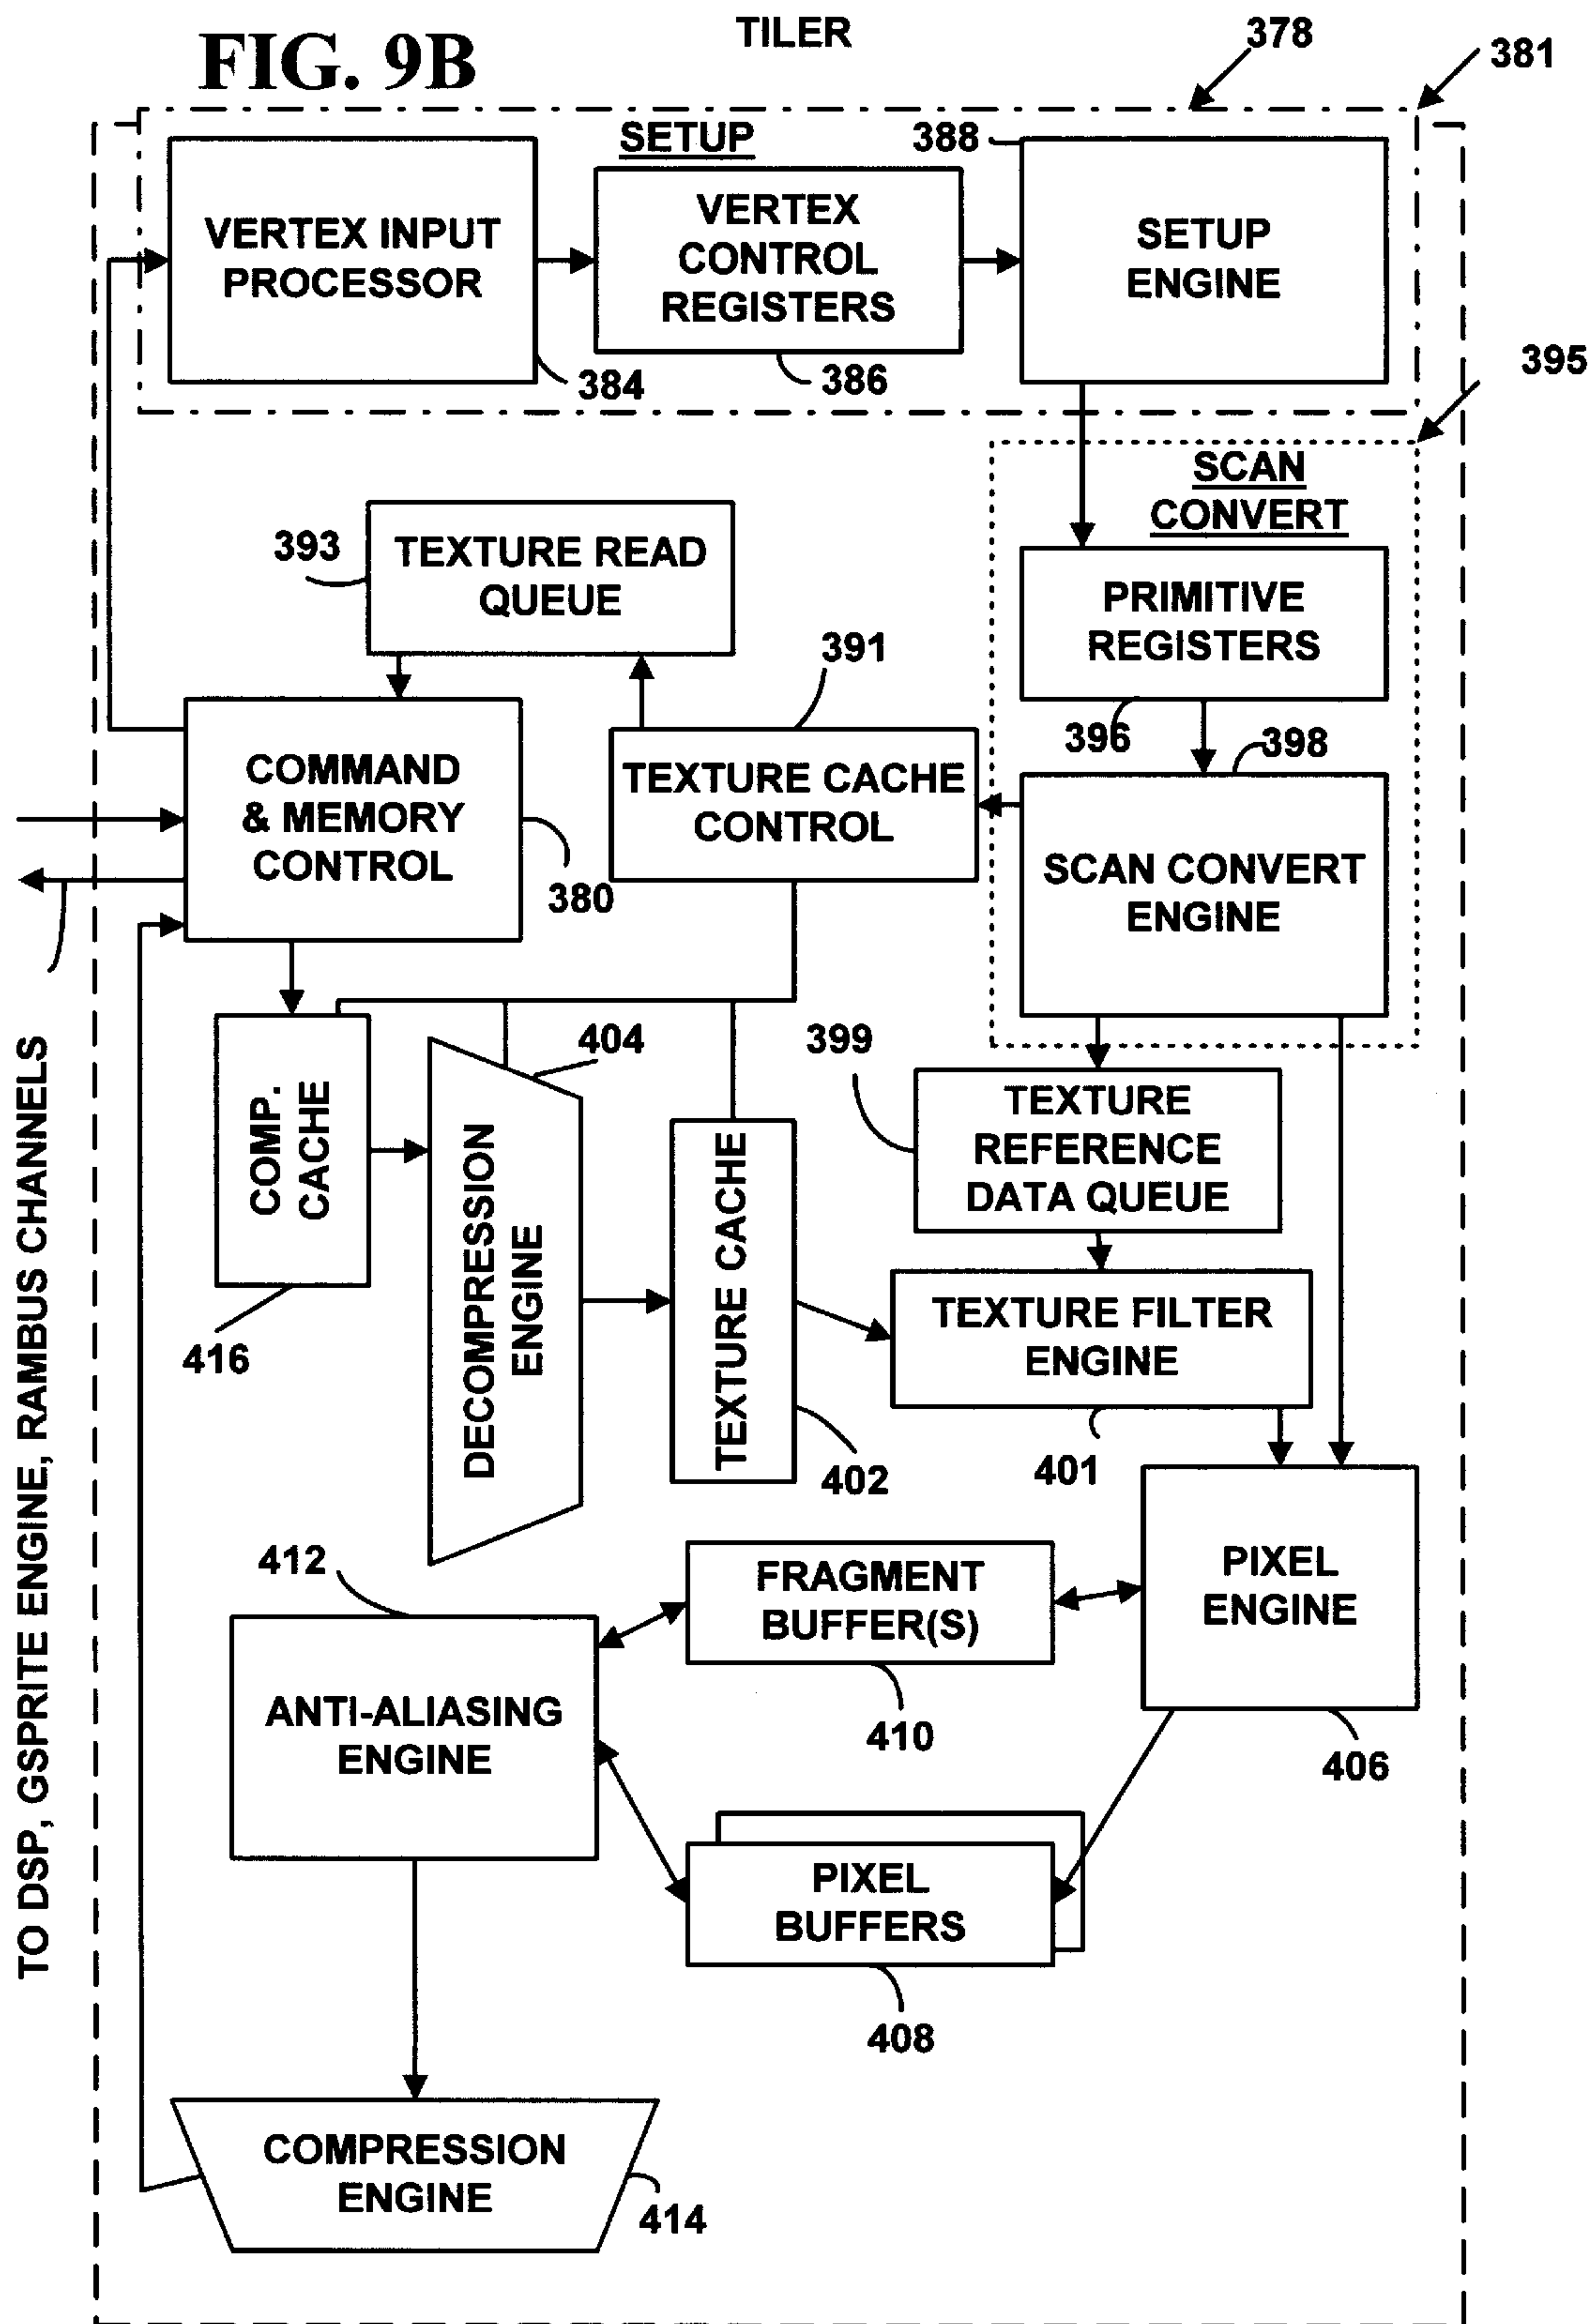 FIG. 9B
TILER
378
381
SETUP
388
VERTEX INPUT
PROCESSOR
VERTEX
CONTROL
REGISTERS
SETUP
ENGINE
384
386
395
SCAN
CONVERT
393
TEXTURE READ
QUEUE
PRIMITIVE
REGISTERS
391
396
398
COMMAND
& MEMORY
CONTROL
TEXTURE CACHE
CONTROL
380
SCAN CONVERT
ENGINE
404
399
COMP.
CACHE
TEXTURE
REFERENCE
DATA QUEUE
DECOMPRESSION
ENGINE
TEXTURE CACHE
416
TEXTURE FILTER
ENGINE
402
401
TO DSP, GSPRITE ENGINE, RAMBUS CHANNELS
412
FRAGMENT
BUFFER(S)
PIXEL
ENGINE
ANTI-ALIASING
ENGINE
410
406
PIXEL
BUFFERS
408
COMPRESSION
ENGINE
414